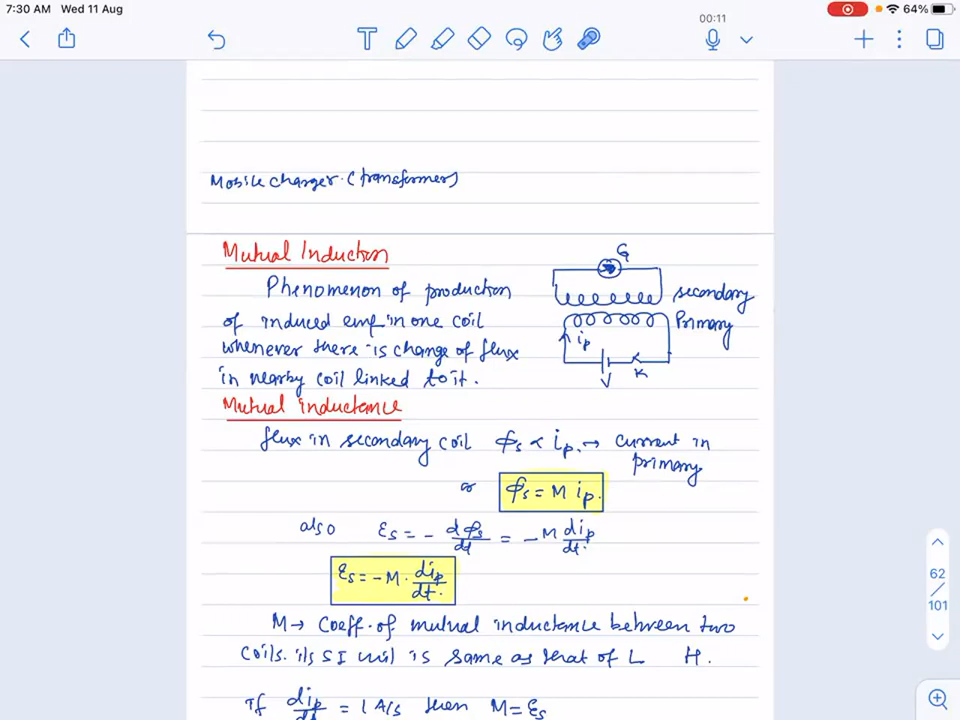 7:30 AM Wed 11 Aug
64%
00:11
Mobile charger. (transformer)
Mutual Induction
Phenomenon of production
of induced emf in one coil
whenever there is change of flux
in nearby coil linked to it.
G
secondary
Primary
ip
V
K
Mutual inductance
flux in secondary coil ϕs ∝ ip → current in
primary
or ϕs = M ip.
also εs = - dϕs/dt = -M dip/dt.
εs = -M · dip/dt.
M → Coeff. of mutual inductance between two
coils. its SI unit is same as that of L H.
If dip/dt = 1 A/s then M = εs
62
/
101